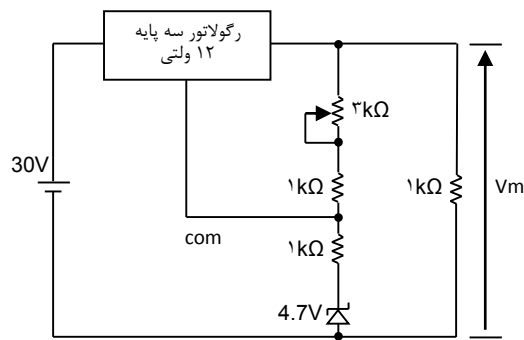 رگولاتور سه پایه
۱۲ ولتی
۳kΩ
30V
۱kΩ
۱kΩ
Vm
com
۱kΩ
4.7V